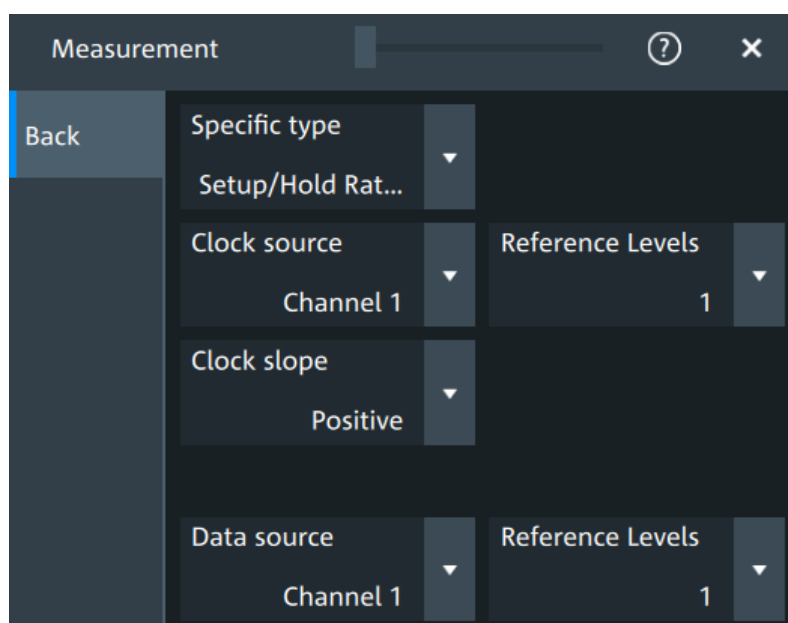 Measurement
?
Back
Specific type
Setup/Hold Rat...
Clock source
Channel 1
Reference Levels
1
Clock slope
Positive
Data source
Channel 1
Reference Levels
1